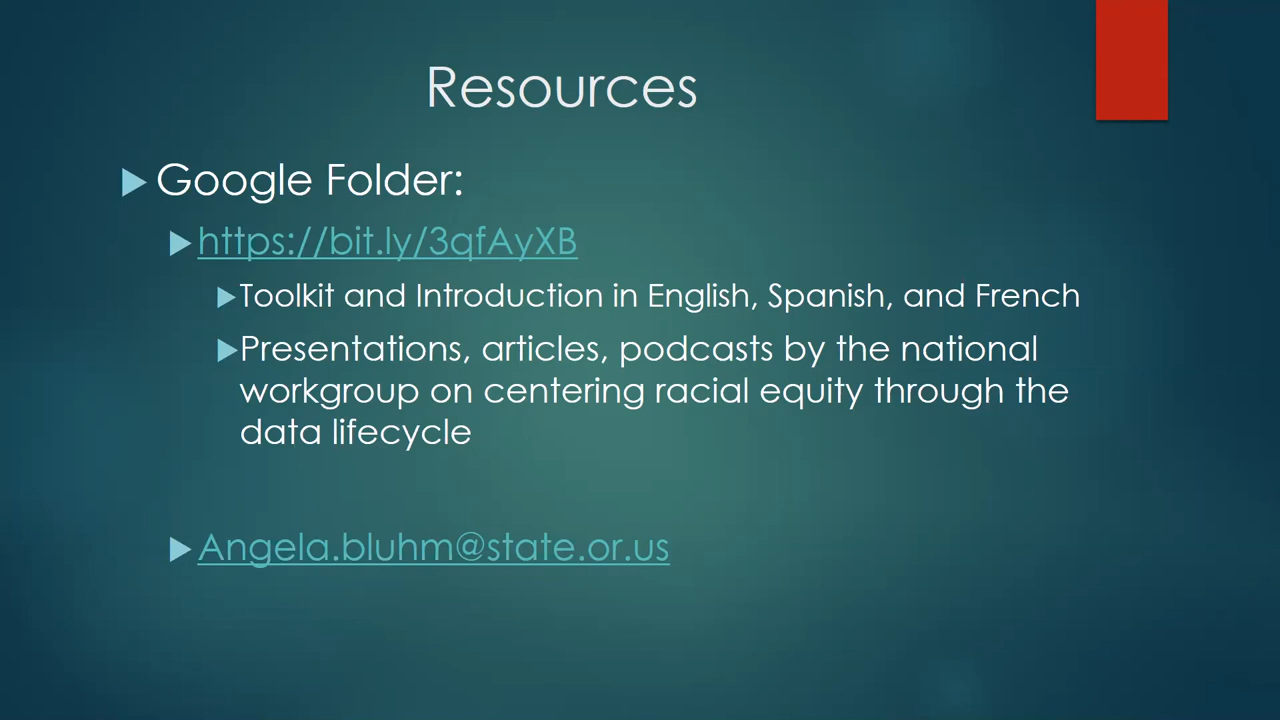 Resources
Google Folder:
https://bit.ly/3qfAyXB
Toolkit and Introduction in English, Spanish, and French
Presentations, articles, podcasts by the national
workgroup on centering racial equity through the
data lifecycle
Angela.bluhm@state.or.us